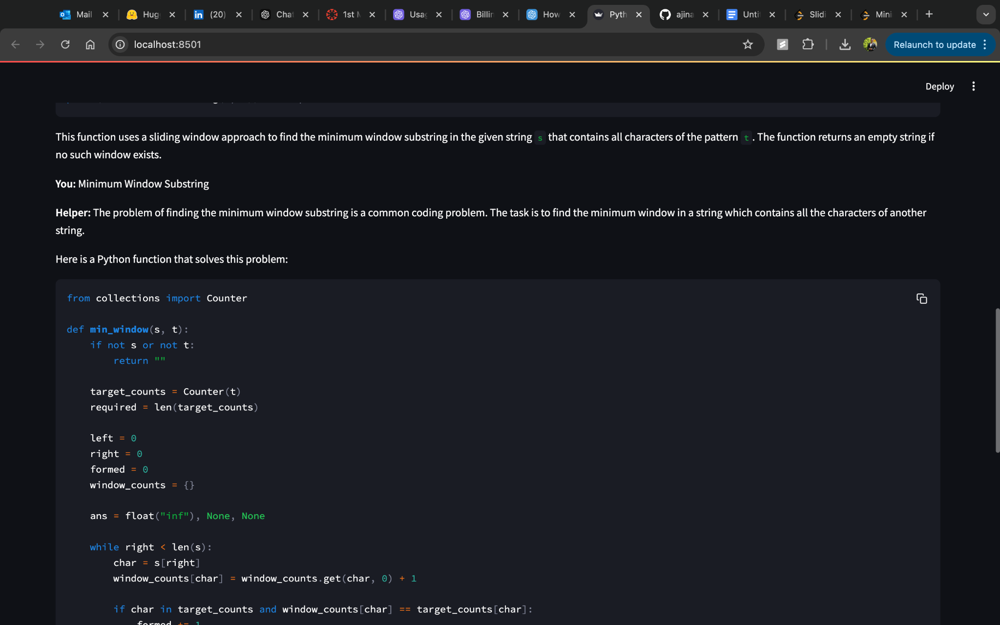 Mail
Hug
(20)
Chat
1st M
Usag
Billin
How
Pyth
ajina
Unti
Slidi
Mini
localhost:8501
Relaunch to update
Deploy
This function uses a sliding window approach to find the minimum window substring in the given string s that contains all characters of the pattern t . The function returns an empty string if
no such window exists.
You: Minimum Window Substring
Helper: The problem of finding the minimum window substring is a common coding problem. The task is to find the minimum window in a string which contains all the characters of another
string.
Here is a Python function that solves this problem:
from collections import Counter
def min_window(s, t):
    if not s or not t:
        return ""
    target_counts = Counter(t)
    required = len(target_counts)
    left = 0
    right = 0
    formed = 0
    window_counts = {}
    ans = float("inf"), None, None
    while right < len(s):
        char = s[right]
        window_counts[char] = window_counts.get(char, 0) + 1
        if char in target_counts and window_counts[char] == target_counts[char]:
            formed += 1